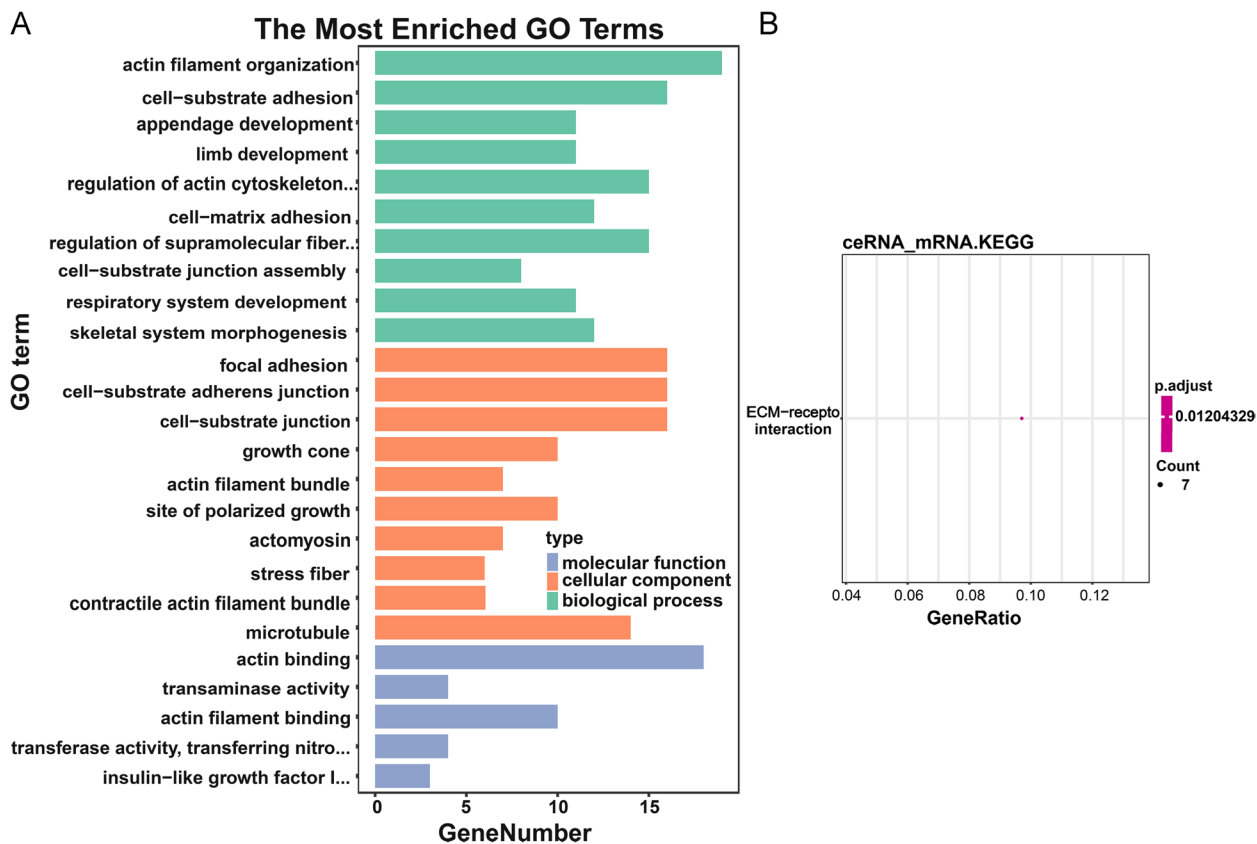 A
The Most Enriched GO Terms
GO term
actin filament organization
cell−substrate adhesion
appendage development
limb development
regulation of actin cytoskeleton...
cell−matrix adhesion
regulation of supramolecular fiber...
cell−substrate junction assembly
respiratory system development
skeletal system morphogenesis
focal adhesion
cell−substrate adherens junction
cell−substrate junction
growth cone
actin filament bundle
site of polarized growth
actomyosin
stress fiber
contractile actin filament bundle
microtubule
actin binding
transaminase activity
actin filament binding
transferase activity, transferring nitro...
insulin−like growth factor I...
type
molecular function
cellular component
biological process
0 5 10 15
GeneNumber
B
ceRNA_mRNA.KEGG
ECM−recepto
interaction
0.04 0.06 0.08 0.10 0.12
GeneRatio
p.adjust
0.01204329
Count
7